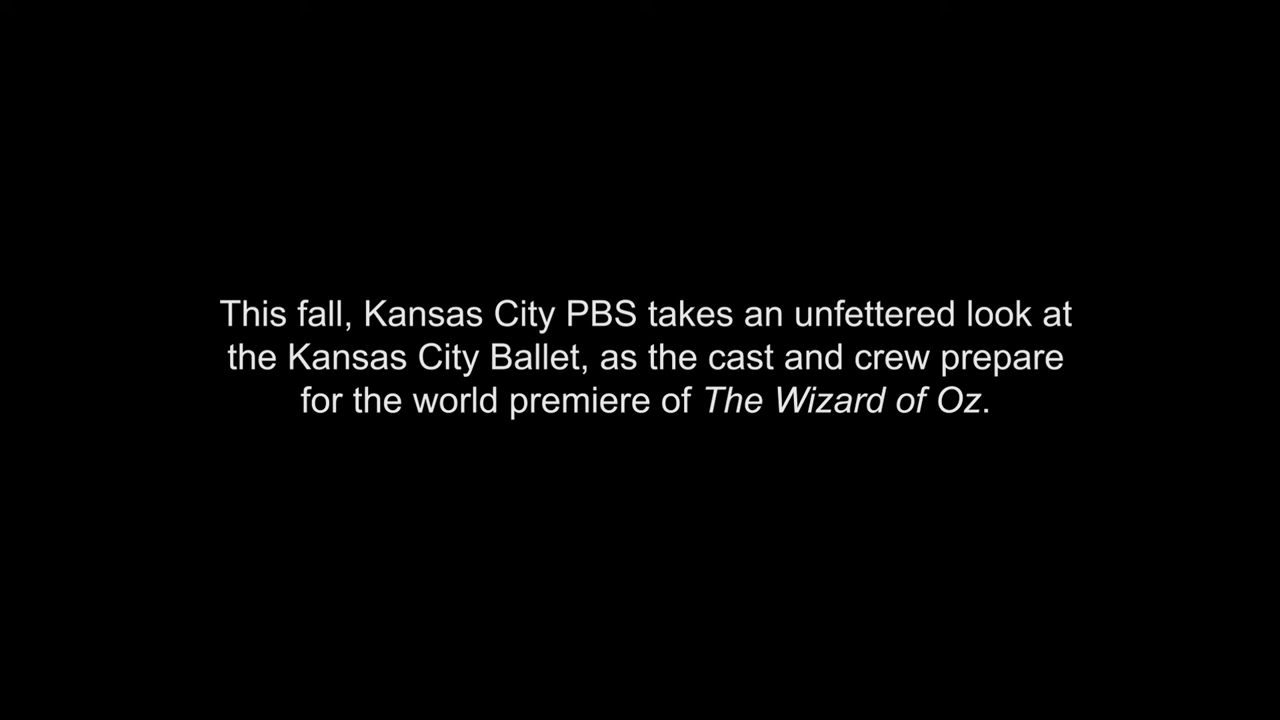 This fall, Kansas City PBS takes an unfettered look at
the Kansas City Ballet, as the cast and crew prepare
for the world premiere of The Wizard of Oz.